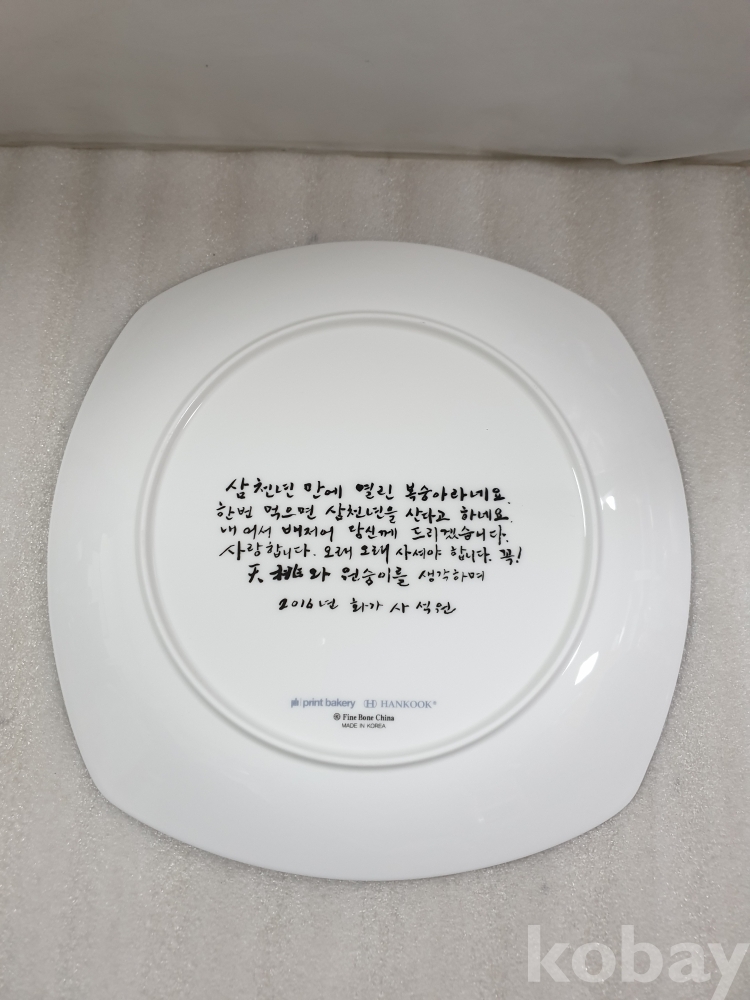 삼천년 만에 열린 복숭아라네요.
한번 먹으면 삼천년을 산다고 하네요.
내 어서 빼저어 당신께 드리겠습니다.
사랑합니다. 오래 오래 사셔야 합니다. 꼭!
天桃와 원숭이를 생각하며
2016년 화가 사석원
print bakery HANKOOK®
® Fine Bone China
MADE IN KOREA
kobay